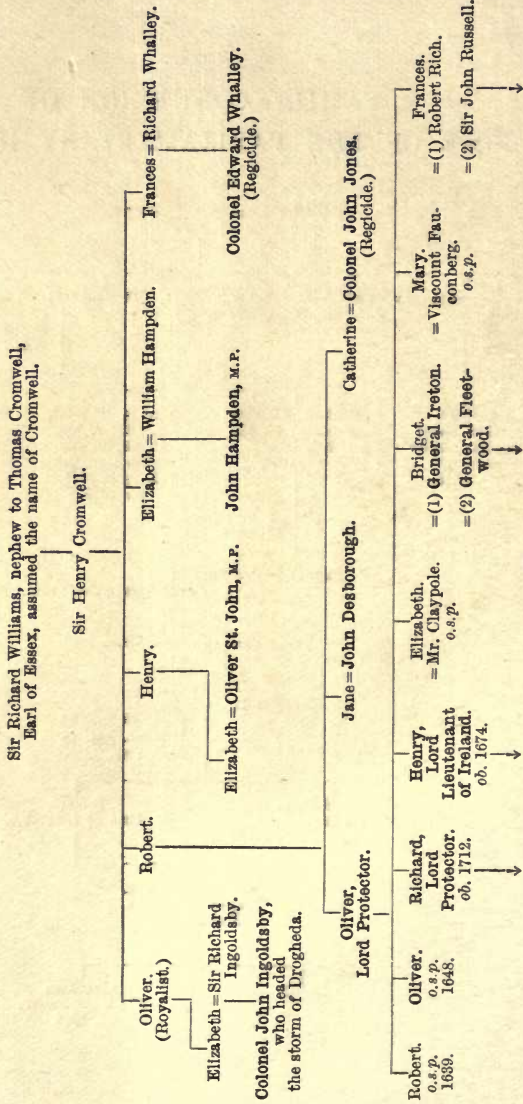 Sir Richard Williams, nephew to Thomas Cromwell,
Earl of Essex, assumed the name of Cromwell.
Sir Henry Cromwell.
Oliver.
(Royalist.)
Robert.
Henry.
Elizabeth = William Hampden.
Frances = Richard Whalley.
Elizabeth = Sir Richard
Ingoldsby.
Elizabeth = Oliver St. John, M.P.
John Hampden, M.P.
Colonel Edward Whalley.
(Regicide.)
Colonel John Ingoldsby,
who headed
the storm of Drogheda.
Oliver,
Lord Protector.
Jane = John Desborough.
Catherine = Colonel John Jones.
(Regicide.)
Robert.
o.s.p.
1639.
Oliver.
o.s.p.
1648.
Richard,
Lord
Protector.
ob. 1712.
Henry,
Lord
Lieutenant
of Ireland.
ob. 1674.
Elizabeth.
= Mr. Claypole.
o.s.p.
Bridget.
= (1) General Ireton.
= (2) General Fleet-
wood.
Mary.
= Viscount Fau-
conberg.
o.s.p.
Frances.
= (1) Robert Rich.
= (2) Sir John Russell.